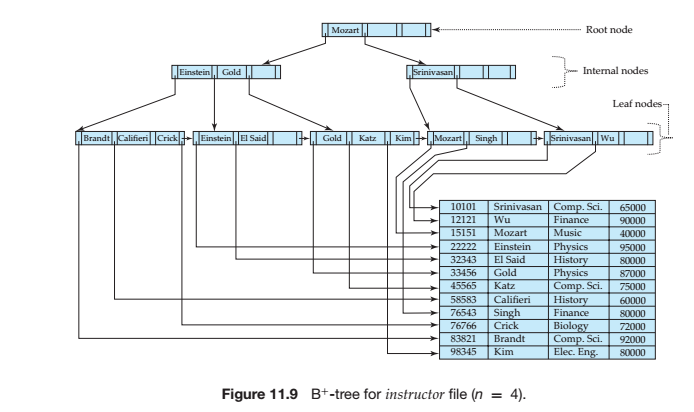 Mozart
Root node
Einstein Gold
Srinivasan
Internal nodes
Leaf nodes
Brandt Califieri Crick Einstein El Said Gold Katz Kim Mozart Singh Srinivasan Wu
10101 Srinivasan Comp. Sci. 65000
12121 Wu Finance 90000
15151 Mozart Music 40000
22222 Einstein Physics 95000
32343 El Said History 80000
33456 Gold Physics 87000
45565 Katz Comp. Sci. 75000
58583 Califieri History 60000
76543 Singh Finance 80000
76766 Crick Biology 72000
83821 Brandt Comp. Sci. 92000
98345 Kim Elec. Eng. 80000
Figure 11.9 B+-tree for instructor file (n = 4).